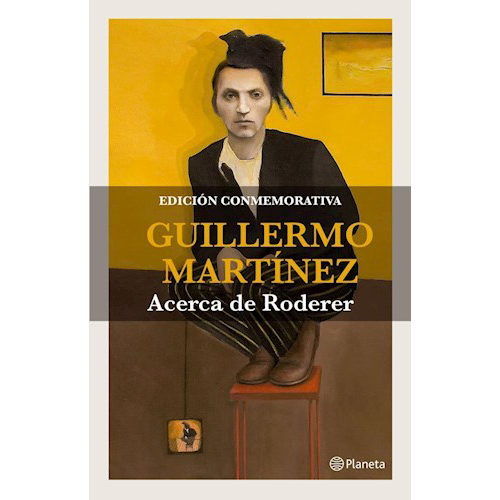 EDICIÓN CONMEMORATIVA
GUILLERMO
MARTÍNEZ
Acerca de Roderer
Planeta